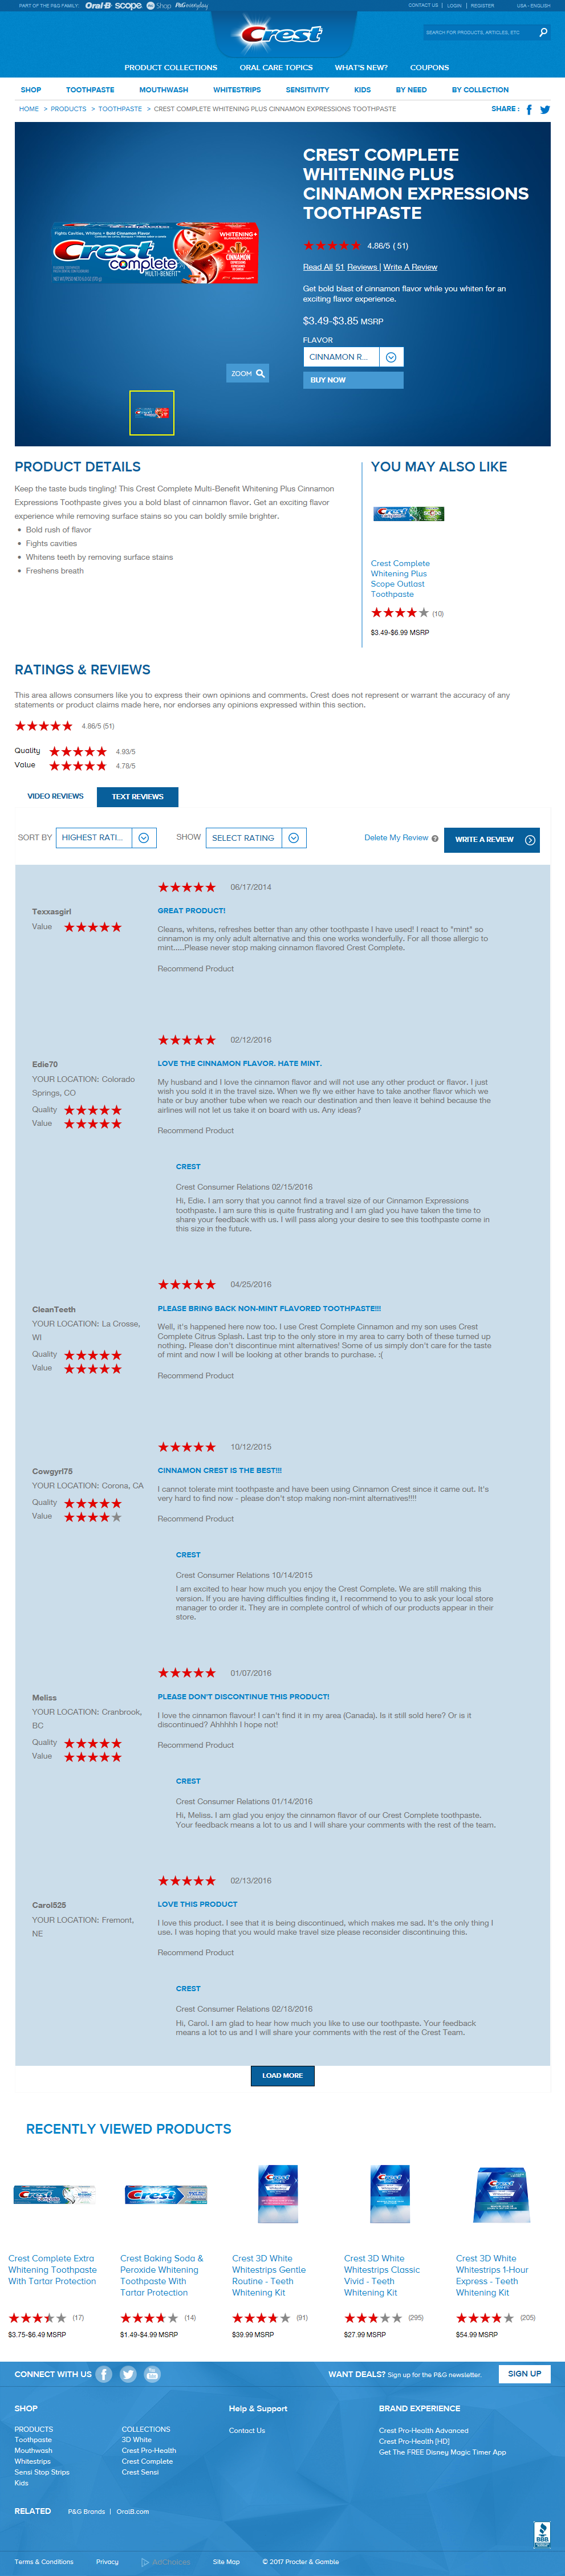 PART OF THE P&G FAMILY:
Oral-B scope Shop P&G everyday
CONTACT US | LOGIN | REGISTER
USA - ENGLISH
Crest
SEARCH FOR PRODUCTS, ARTICLES, ETC
PRODUCT COLLECTIONS ORAL CARE TOPICS WHAT'S NEW? COUPONS
SHOP TOOTHPASTE MOUTHWASH WHITESTRIPS SENSITIVITY KIDS BY NEED BY COLLECTION
HOME > PRODUCTS > TOOTHPASTE > CREST COMPLETE WHITENING PLUS CINNAMON EXPRESSIONS TOOTHPASTE
SHARE :
Fights Cavities, Whitens + Bold Cinnamon Flavor!
Crest
complete
MULTI-BENEFIT
WHITENING+
CINNAMON
EXPRESSIONS
ZOOM
CREST COMPLETE
WHITENING PLUS
CINNAMON EXPRESSIONS
TOOTHPASTE
4.86/5 ( 51)
Read All 51 Reviews | Write A Review
Get bold blast of cinnamon flavor while you whiten for an
exciting flavor experience.
$3.49-$3.85 MSRP
FLAVOR
CINNAMON R...
BUY NOW
PRODUCT DETAILS
Keep the taste buds tingling! This Crest Complete Multi-Benefit Whitening Plus Cinnamon
Expressions Toothpaste gives you a bold blast of cinnamon flavor. Get an exciting flavor
experience while removing surface stains so you can boldly smile brighter.
• Bold rush of flavor
• Fights cavities
• Whitens teeth by removing surface stains
• Freshens breath
YOU MAY ALSO LIKE
Crest Complete
Whitening Plus
Scope Outlast
Toothpaste
(10)
$3.49-$6.99 MSRP
RATINGS & REVIEWS
This area allows consumers like you to express their own opinions and comments. Crest does not represent or warrant the accuracy of any
statements or product claims made here, nor endorses any opinions expressed within this section.
4.86/5 (51)
Quality 4.93/5
Value 4.78/5
VIDEO REVIEWS TEXT REVIEWS
SORT BY HIGHEST RATI... SHOW SELECT RATING Delete My Review ? WRITE A REVIEW
06/17/2014
Texxasgirl
Value
GREAT PRODUCT!
Cleans, whitens, refreshes better than any other toothpaste I have used! I react to "mint" so
cinnamon is my only adult alternative and this one works wonderfully. For all those allergic to
mint.....Please never stop making cinnamon flavored Crest Complete.
Recommend Product
02/12/2016
Edie70
YOUR LOCATION: Colorado
Springs, CO
Quality
Value
LOVE THE CINNAMON FLAVOR. HATE MINT.
My husband and I love the cinnamon flavor and will not use any other product or flavor. I just
wish you sold it in the travel size. When we fly we either have to take another flavor which we
hate or buy another tube when we reach our destination and then leave it behind because the
airlines will not let us take it on board with us. Any ideas?
Recommend Product
CREST
Crest Consumer Relations 02/15/2016
Hi, Edie. I am sorry that you cannot find a travel size of our Cinnamon Expressions
toothpaste. I'm am sure this is quite frustrating and I am glad you have taken the time to
share your feedback with us. I will pass along your desire to see this toothpaste come in
this size in the future.
04/25/2016
CleanTeeth
YOUR LOCATION: La Crosse,
WI
Quality
Value
PLEASE BRING BACK NON-MINT FLAVORED TOOTHPASTE!!!
Well, it's happened here now too. I use Crest Complete Cinnamon and my son uses Crest
Complete Citrus Splash. Last trip to the only store in my area to carry both of these turned up
nothing. Please don't discontinue mint alternatives! Some of us simply don't care for the taste
of mint and now I will be looking at other brands to purchase. :(
Recommend Product
10/12/2015
Cowgyrl75
YOUR LOCATION: Corona, CA
Quality
Value
CINNAMON CREST IS THE BEST!!!
I cannot tolerate mint toothpaste and have been using Cinnamon Crest since it came out. It's
very hard to find now - please don't stop making non-mint alternatives!!!!
Recommend Product
CREST
Crest Consumer Relations 10/14/2015
I am excited to hear how much you enjoy the Crest Complete. We are still making this
version. If you are having difficulties finding it, I recommend to you to ask your local store
manager to order it. They are in complete control of which of our products appear in their
store.
01/07/2016
Meliss
YOUR LOCATION: Cranbrook,
BC
Quality
Value
PLEASE DON'T DISCONTINUE THIS PRODUCT!
I love the cinnamon flavour! I can't find it in my area (Canada). Is it still sold here? Or is it
discontinued? Ahhhhh I hope not!
Recommend Product
CREST
Crest Consumer Relations 01/14/2016
Hi, Meliss. I am glad you enjoy the cinnamon flavor of our Crest Complete toothpaste.
Your feedback means a lot to us and I will share your comments with the rest of the team.
02/13/2016
Carol525
YOUR LOCATION: Fremont,
NE
LOVE THIS PRODUCT
I love this product. I see that it is being discontinued, which makes me sad. It's the only thing I
use. I was hoping that you would make travel size please reconsider discontinuing this.
Recommend Product
CREST
Crest Consumer Relations 02/18/2016
Hi, Carol. I am glad to hear how much you like to use our toothpaste. Your feedback
means a lot to us and I will share your comments with the rest of the Crest Team.
LOAD MORE
RECENTLY VIEWED PRODUCTS
Crest Complete Extra
Whitening Toothpaste
With Tartar Protection
(17)
$3.75-$6.49 MSRP
Crest Baking Soda &
Peroxide Whitening
Toothpaste With
Tartar Protection
(14)
$1.49-$4.99 MSRP
Crest 3D White
Whitestrips Gentle
Routine - Teeth
Whitening Kit
(91)
$39.99 MSRP
Crest 3D White
Whitestrips Classic
Vivid - Teeth
Whitening Kit
(295)
$27.99 MSRP
Crest 3D White
Whitestrips 1-Hour
Express - Teeth
Whitening Kit
(205)
$54.99 MSRP
CONNECT WITH US
WANT DEALS? Sign up for the P&G newsletter. SIGN UP
SHOP
PRODUCTS
Toothpaste
Mouthwash
Whitestrips
Sensi Stop Strips
Kids
COLLECTIONS
3D White
Crest Pro-Health
Crest Complete
Crest Sensi
Help & Support
Contact Us
BRAND EXPERIENCE
Crest Pro-Health Advanced
Crest Pro-Health [HD]
Get The FREE Disney Magic Timer App
RELATED P&G Brands | OralB.com
BBB
Terms & Conditions Privacy AdChoices Site Map © 2017 Procter & Gamble